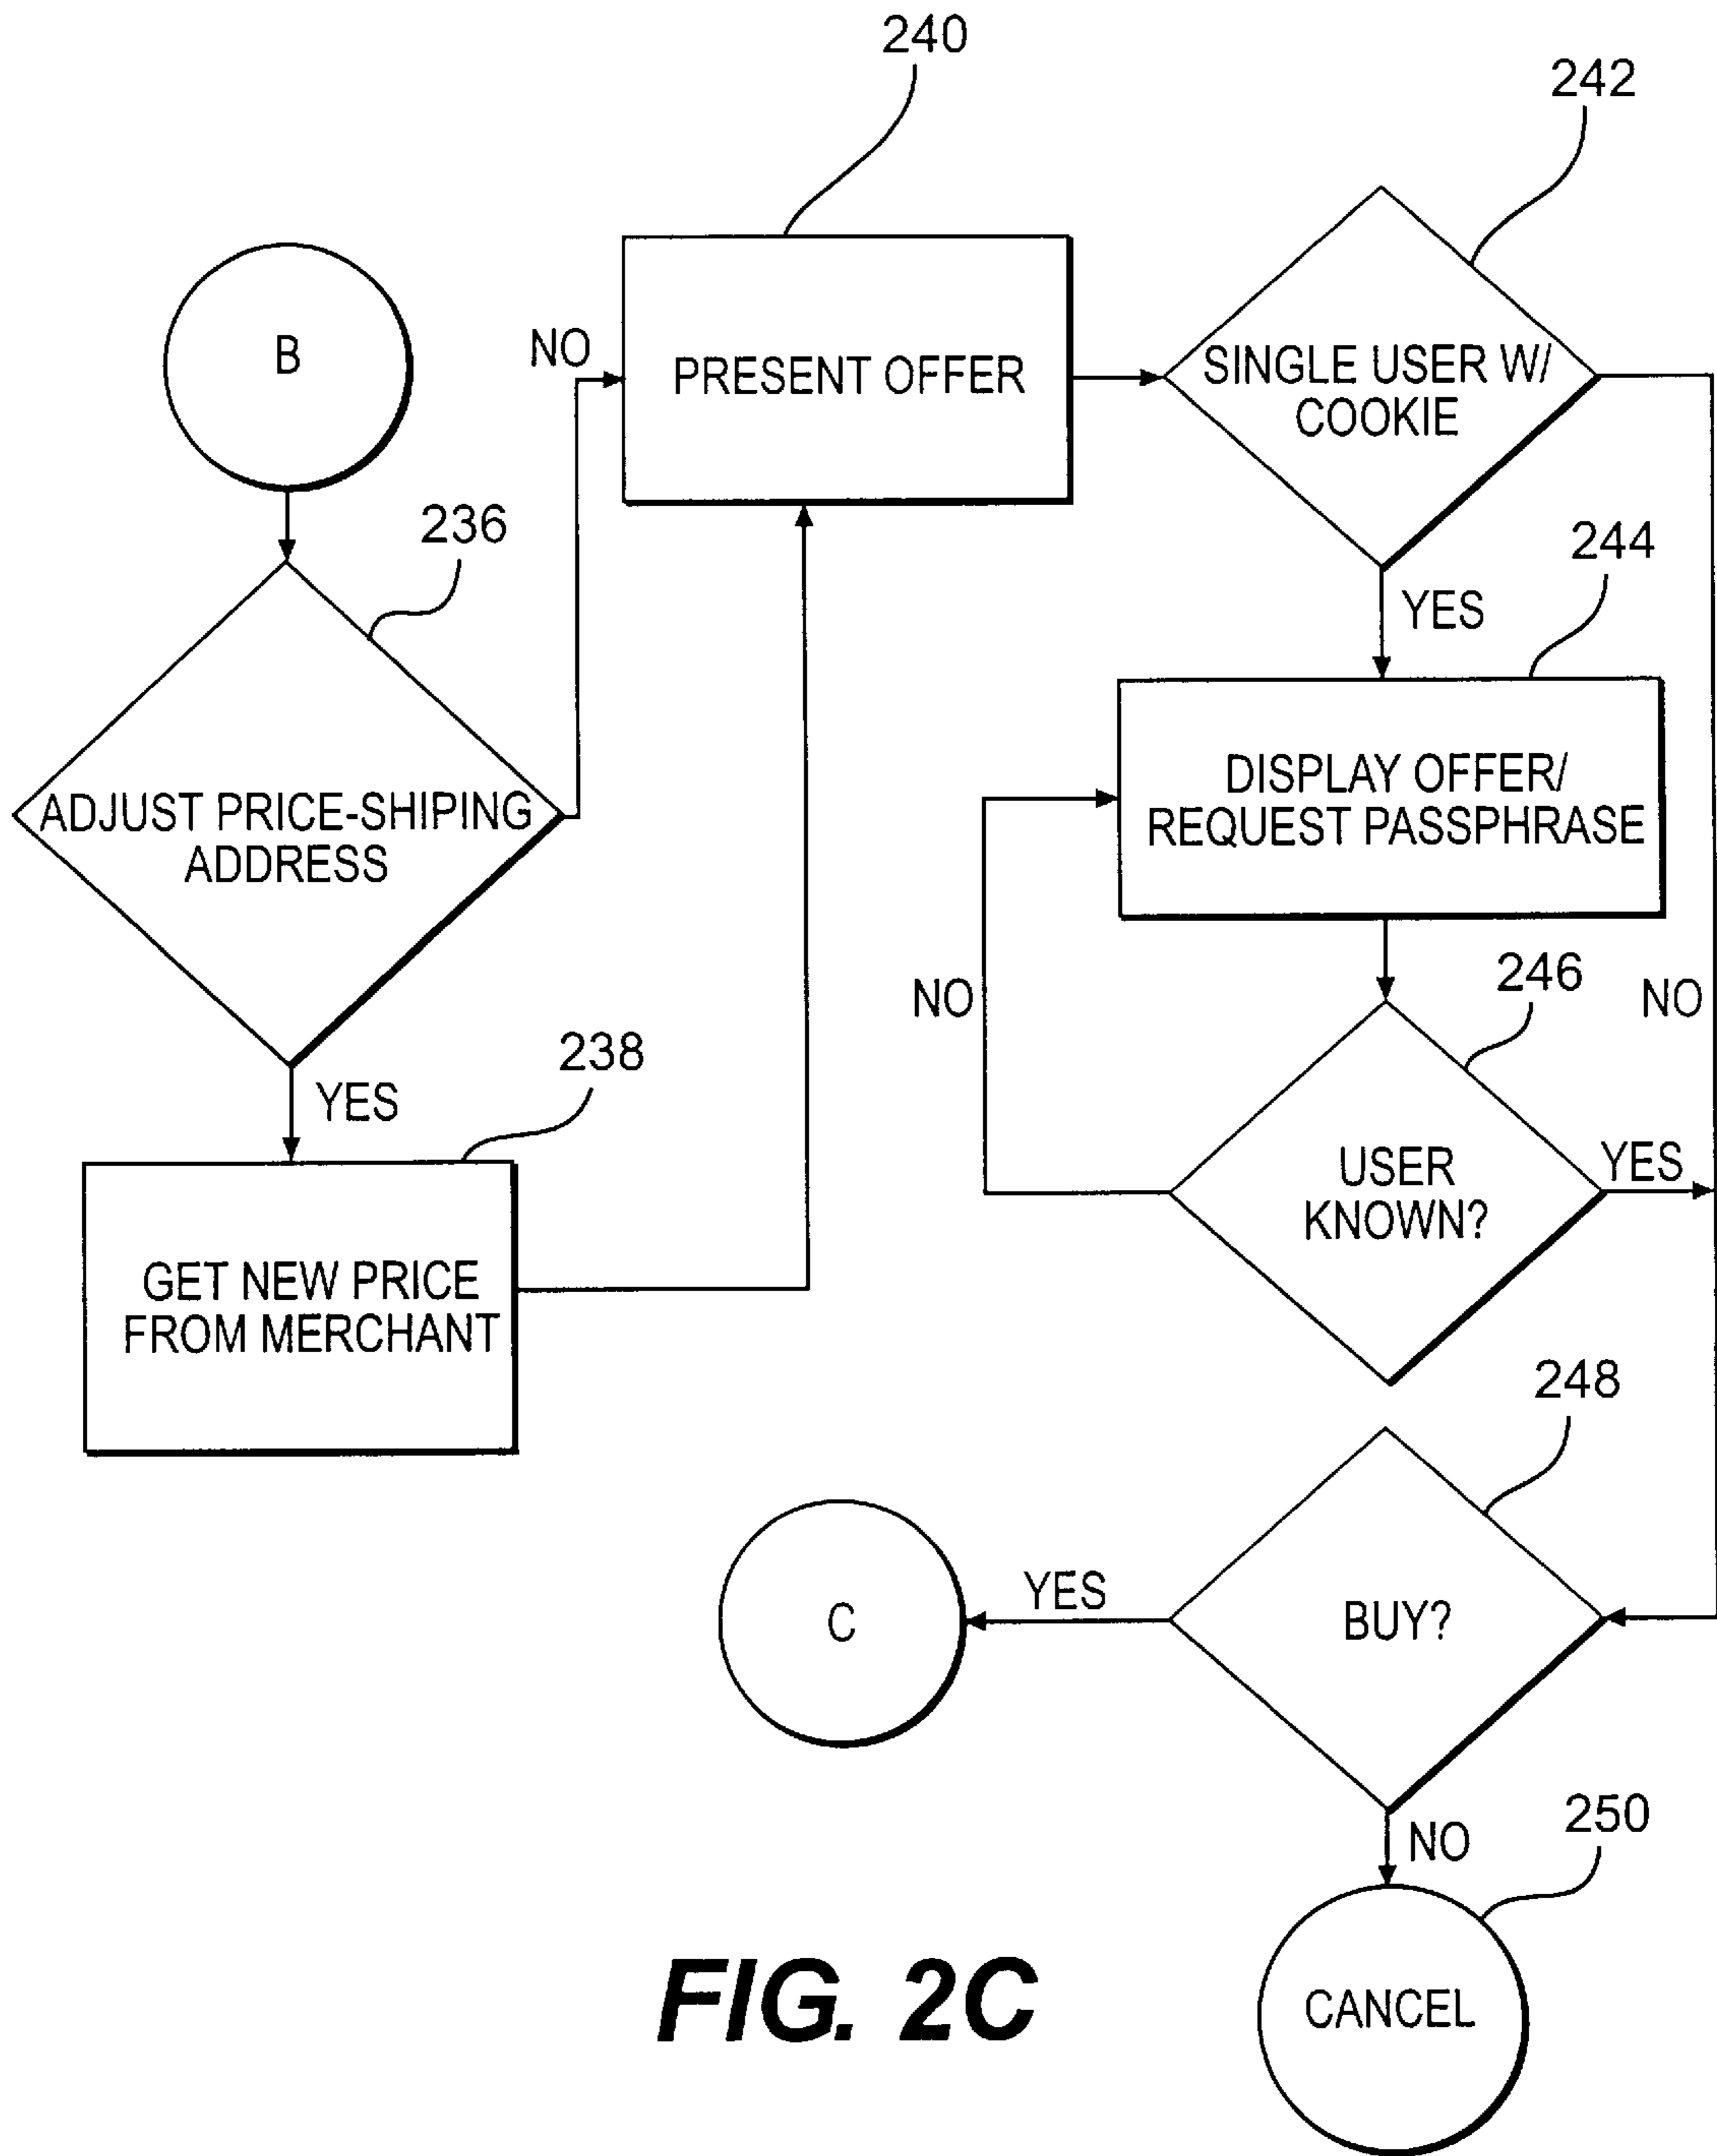 240
242
B
NO
PRESENT OFFER
SINGLE USER W/
COOKIE
236
YES
244
ADJUST PRICE-SHIPING
ADDRESS
DISPLAY OFFER/
REQUEST PASSPHRASE
NO
246
NO
238
YES
USER
KNOWN?
YES
GET NEW PRICE
FROM MERCHANT
248
C
YES
BUY?
NO
250
CANCEL
FIG. 2C